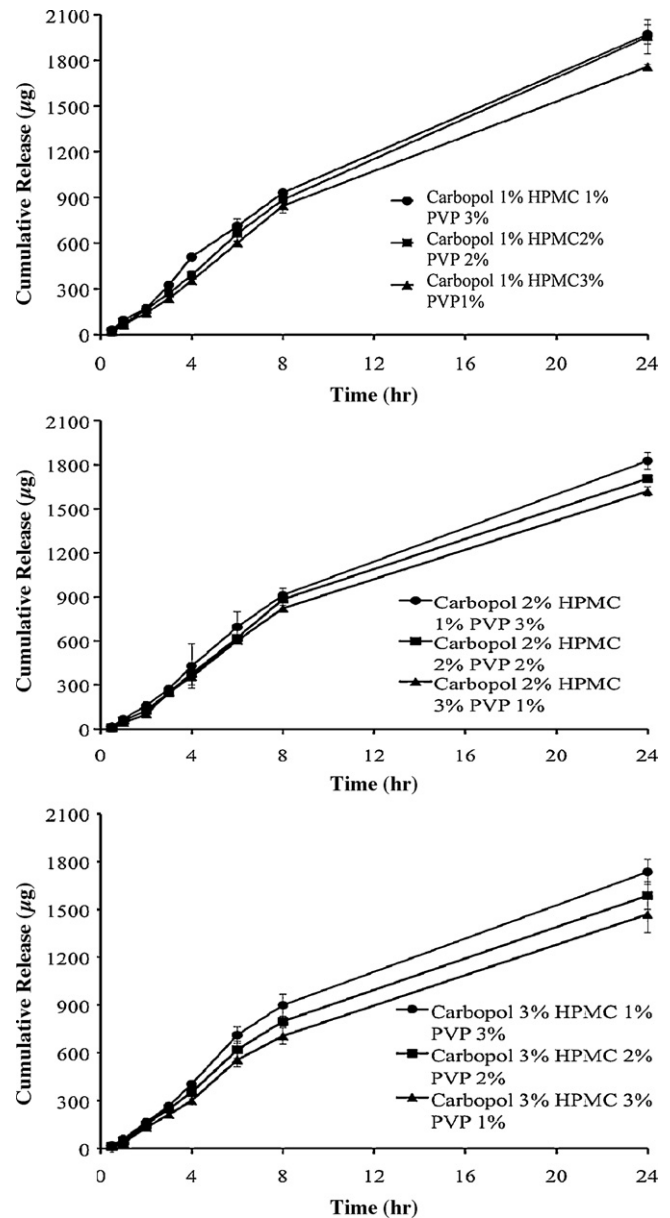 2100
1800
1500
1200
900
600
300
0
Cumulative Release (µg)
Carbopol 1% HPMC 1%
PVP 3%
Carbopol 1% HPMC2%
PVP 2%
Carbopol 1% HPMC3%
PVP1%
0 4 8 12 16 20 24
Time (hr)
2100
1800
1500
1200
900
600
300
0
Cumulative Release (µg)
Carbopol 2% HPMC
1% PVP 3%
Carbopol 2% HPMC
2% PVP 2%
Carbopol 2% HPMC
3% PVP 1%
0 4 8 12 16 20 24
Time (hr)
2100
1800
1500
1200
900
600
300
0
Cumulative Release (µg)
Carbopol 3% HPMC 1%
PVP 3%
Carbopol 3% HPMC 2%
PVP 2%
Carbopol 3% HPMC 3%
PVP 1%
0 4 8 12 16 20 24
Time (hr)